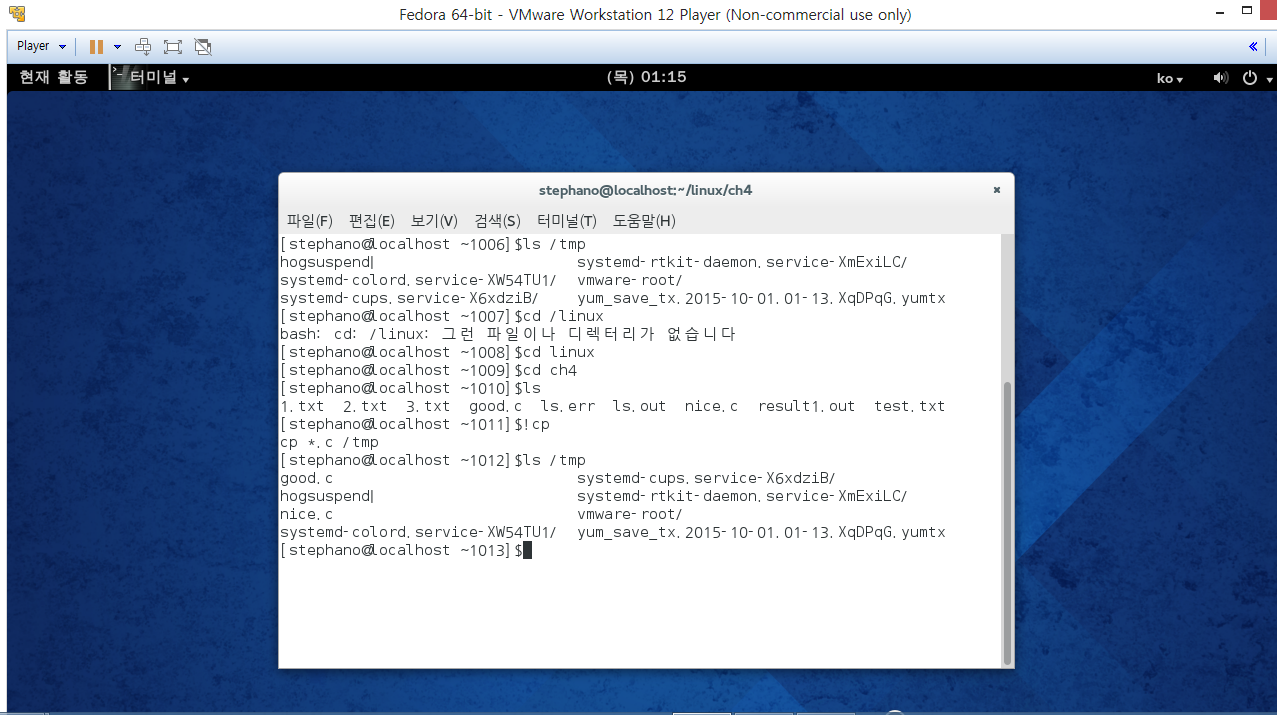 Fedora 64-bit - VMware Workstation 12 Player (Non-commercial use only)
Player
현재 활동 터미널 (목) 01:15 ko
stephano@localhost:~/linux/ch4
파일(F) 편집(E) 보기(V) 검색(S) 터미널(T) 도움말(H)
[stephano@localhost ~1006]$ls /tmp
hogsuspend| systemd-rtkit-daemon.service-XmExiLC/
systemd-colord.service-XW54TU1/ vmware-root/
systemd-cups.service-X6xdziB/ yum_save_tx.2015-10-01.01-13.XqDPqG.yumtx
[stephano@localhost ~1007]$cd /linux
bash: cd: /linux: 그런 파일이나 디렉터리가 없습니다
[stephano@localhost ~1008]$cd linux
[stephano@localhost ~1009]$cd ch4
[stephano@localhost ~1010]$ls
1.txt 2.txt 3.txt good.c ls.err ls.out nice.c result1.out test.txt
[stephano@localhost ~1011]$!cp
cp *.c /tmp
[stephano@localhost ~1012]$ls /tmp
good.c systemd-cups.service-X6xdziB/
hogsuspend| systemd-rtkit-daemon.service-XmExiLC/
nice.c vmware-root/
systemd-colord.service-XW54TU1/ yum_save_tx.2015-10-01.01-13.XqDPqG.yumtx
[stephano@localhost ~1013]$